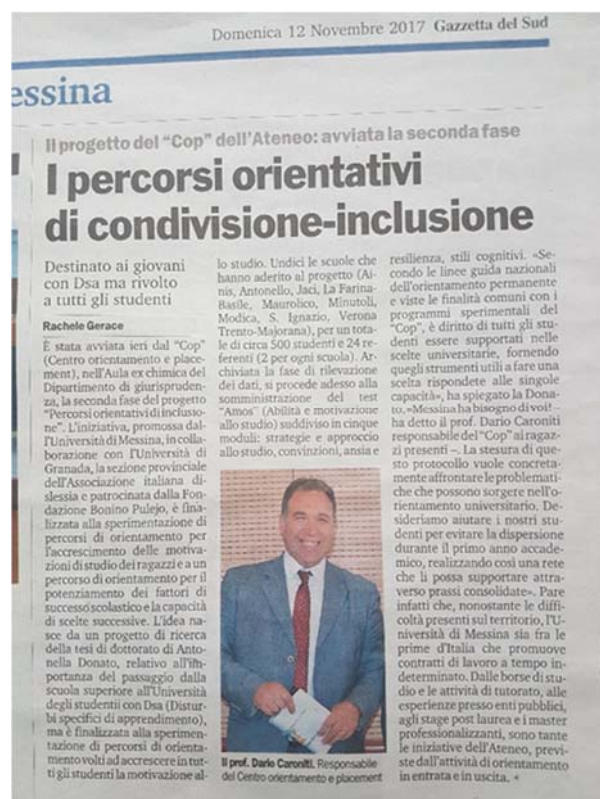 Domenica 12 Novembre 2017 Gazzetta del Sud
essina
Il progetto del "Cop" dell'Ateneo: avviata la seconda fase
I percorsi orientativi
di condivisione-inclusione
Destinato ai giovani
con Dsa ma rivolto
a tutti gli studenti
Rachele Gerace
È stata avviata ieri dal "Cop"
(Centro orientamento e place-
ment), nell'Aula ex chimica del
Dipartimento di giurispruden-
za, la seconda fase del progetto
"Percorsi orientativi di inclusio-
ne". L'iniziativa, promossa dal-
l'Università di Messina, in colla-
borazione con l'Università di
Granada, la sezione provinciale
dell'Associazione italiana di-
slessia e patrocinata dalla Fon-
dazione Bonino Pulejo, è fina-
lizzata alla sperimentazione di
percorsi di orientamento per
l'accrescimento delle motiva-
zioni di studio dei ragazzi e a un
percorso di orientamento per il
potenziamento dei fattori di
successo scolastico e la capacità
di scelte successive. L'idea na-
sce da un progetto di ricerca
della tesi di dottorato di Anto-
nella Donato, relativo all'im-
portanza del passaggio dalla
scuola superiore all'Università
degli studentii con Dsa (Distur-
bi specifici di apprendimento),
ma è finalizzata alla sperimen-
tazione di percorsi di orienta-
mento volti ad accrescere in tut-
ti gli studenti la motivazione al-
lo studio. Undici le scuole che
hanno aderito al progetto (Ai-
nis, Antonello, Jaci, La Farina-
Basile, Maurolico, Minutoli,
Modica, S. Ignazio, Verona
Trento-Majorana), per un tota-
le di circa 500 studenti e 24 re-
ferenti (2 per ogni scuola). Ar-
chiviata la fase di rilevazione
dei dati, si procede adesso alla
somministrazione del test
"Amos" (Abilità e motivazione
allo studio) suddiviso in cinque
moduli: strategie e approccio
allo studio, convinzioni, ansia e
Il prof. Dario Caroniti. Responsabile
del Centro orientamento e placement
resilienza, stili cognitivi. «Se-
condo le linee guida nazionali
dell'orientamento permanente
e viste le finalità comuni con i
programmi sperimentali del
"Cop", è diritto di tutti gli stu-
denti essere supportati nelle
scelte universitarie, fornendo
quegli strumenti utili a fare una
scelta rispondete alle singole
capacità», ha spiegato la Dona-
to. «Messina ha bisogno di voi! –
ha detto il prof. Dario Caroniti
responsabile del "Cop" ai ragaz-
zi presenti –. La stesura di que-
sto protocollo vuole concreta-
mente affrontare le problemati-
che che possono sorgere nell'o-
rientamento universitario. De-
sideriamo aiutare i nostri stu-
denti per evitare la dispersione
durante il primo anno accade-
mico, realizzando così una rete
che li possa supportare attra-
verso prassi consolidate». Pare
infatti che, nonostante le diffi-
coltà presenti sul territorio, l'U-
niversità di Messina sia fra le
prime d'Italia che promuove
contratti di lavoro a tempo in-
determinato. Dalle borse di stu-
dio e le attività di tutorato, alle
esperienze presso enti pubblici,
agli stage post laurea e i master
professionalizzanti, sono tante
le iniziative dell'Ateneo, previ-
ste dall'attività di orientamento
in entrata e in uscita.